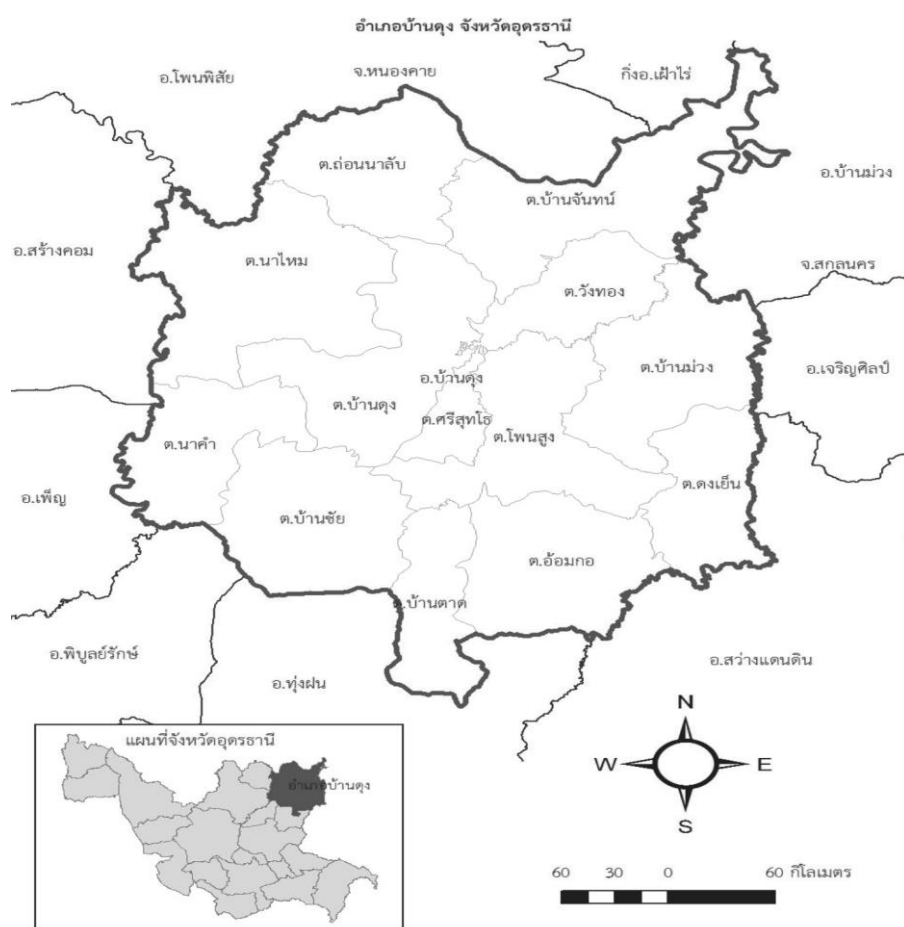 อำเภอบ้านดุง จังหวัดอุดรธานี
อ.โพนพิสัย
จ.หนองคาย
กิ่งอ.เฝ้าไร่
ต.ถ่อนนาลับ
ต.บ้านจันทน์
อ.บ้านม่วง
อ.สร้างคอม
ต.นาไหม
ต.วังทอง
จ.สกลนคร
ต.บ้านม่วง
อ.เจริญศิลป์
อ.บ้านดุง
ต.บ้านดุง
ต.ศรีสุทโธ
ต.โพนสูง
ต.นาคำ
อ.เพ็ญ
ต.ดงเย็น
ต.บ้านชัย
ต.อ้อมกอ
ต.บ้านตาด
อ.พิบูลย์รักษ์
อ.ทุ่งฝน
อ.สว่างแดนดิน
แผนที่จังหวัดอุดรธานี
อำเภอบ้านดุง
N
W E
S
60 30 0 60 กิโลเมตร